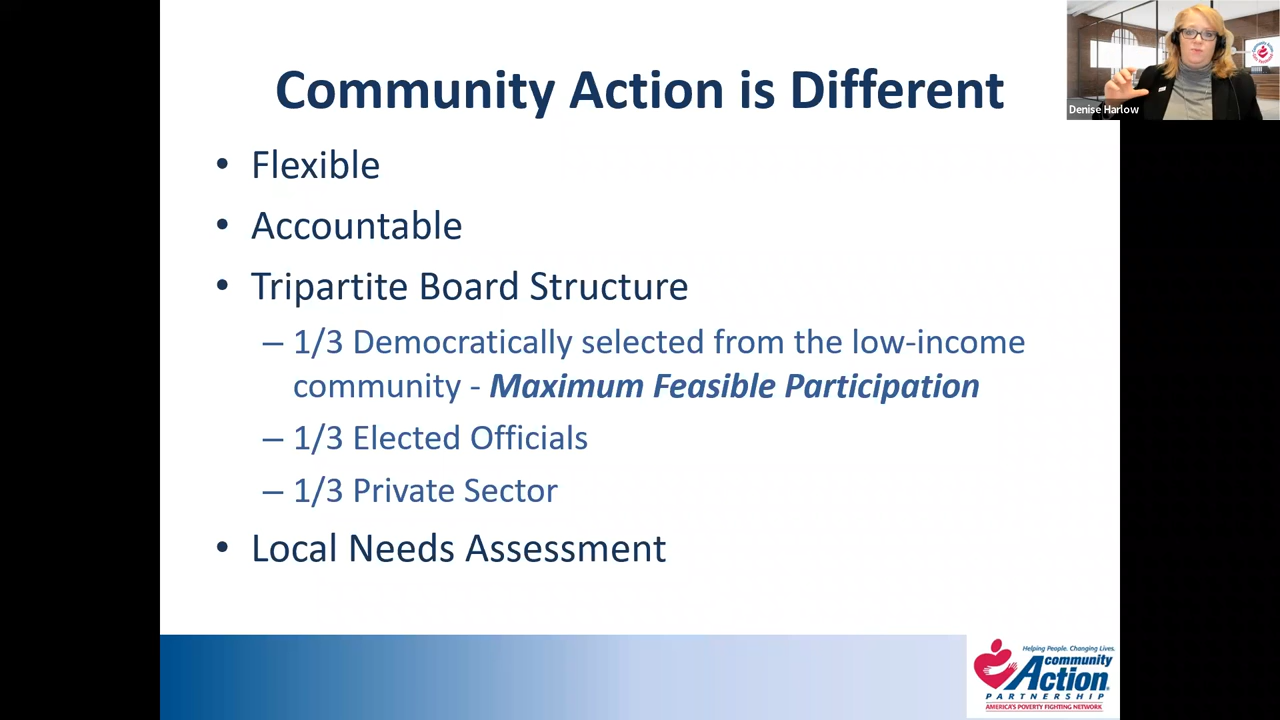 Community Action is Different
Denise Harlow
• Flexible
• Accountable
• Tripartite Board Structure
– 1/3 Democratically selected from the low-income
community - Maximum Feasible Participation
– 1/3 Elected Officials
– 1/3 Private Sector
• Local Needs Assessment
Helping People. Changing Lives.
community
Action
PARTNERSHIP
AMERICA'S POVERTY FIGHTING NETWORK